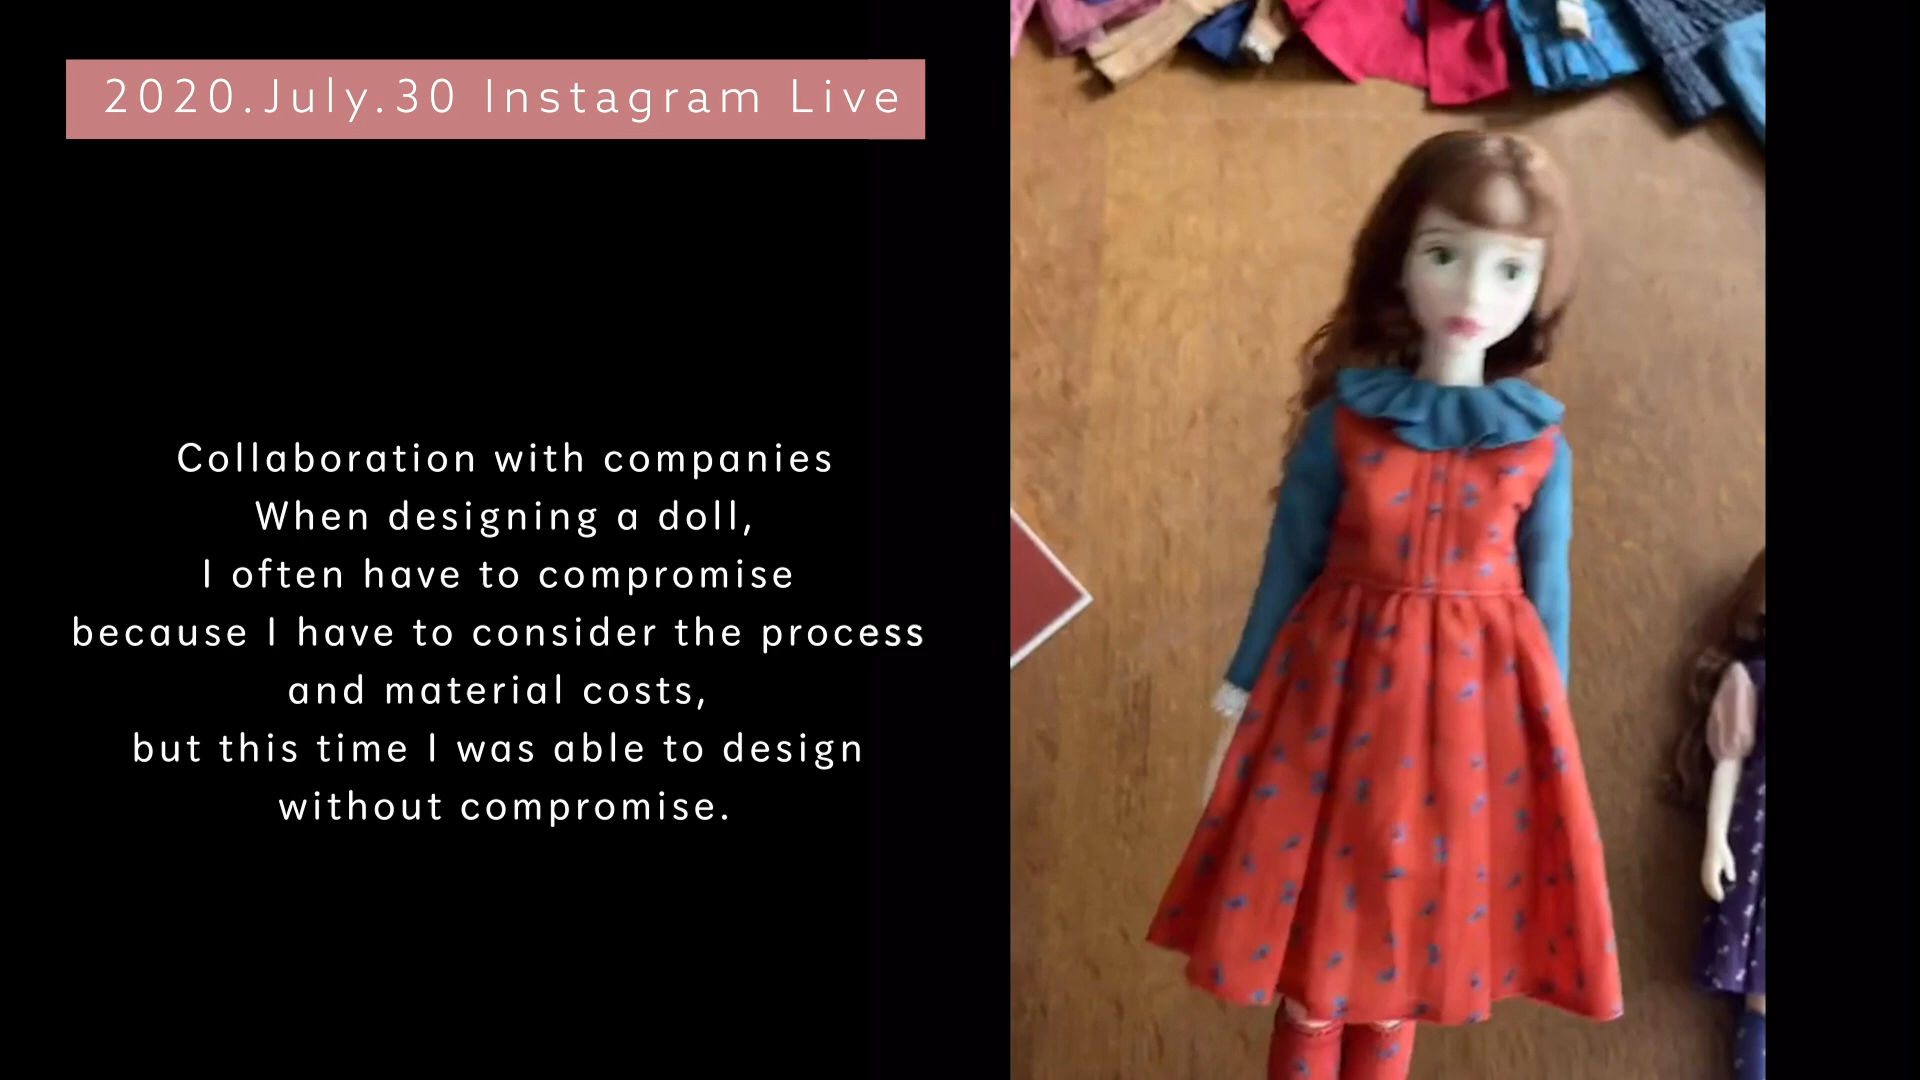 2020.July.30 Instagram Live
Collaboration with companies
When designing a doll,
I often have to compromise
because I have to consider the process
and material costs,
but this time I was able to design
without compromise.